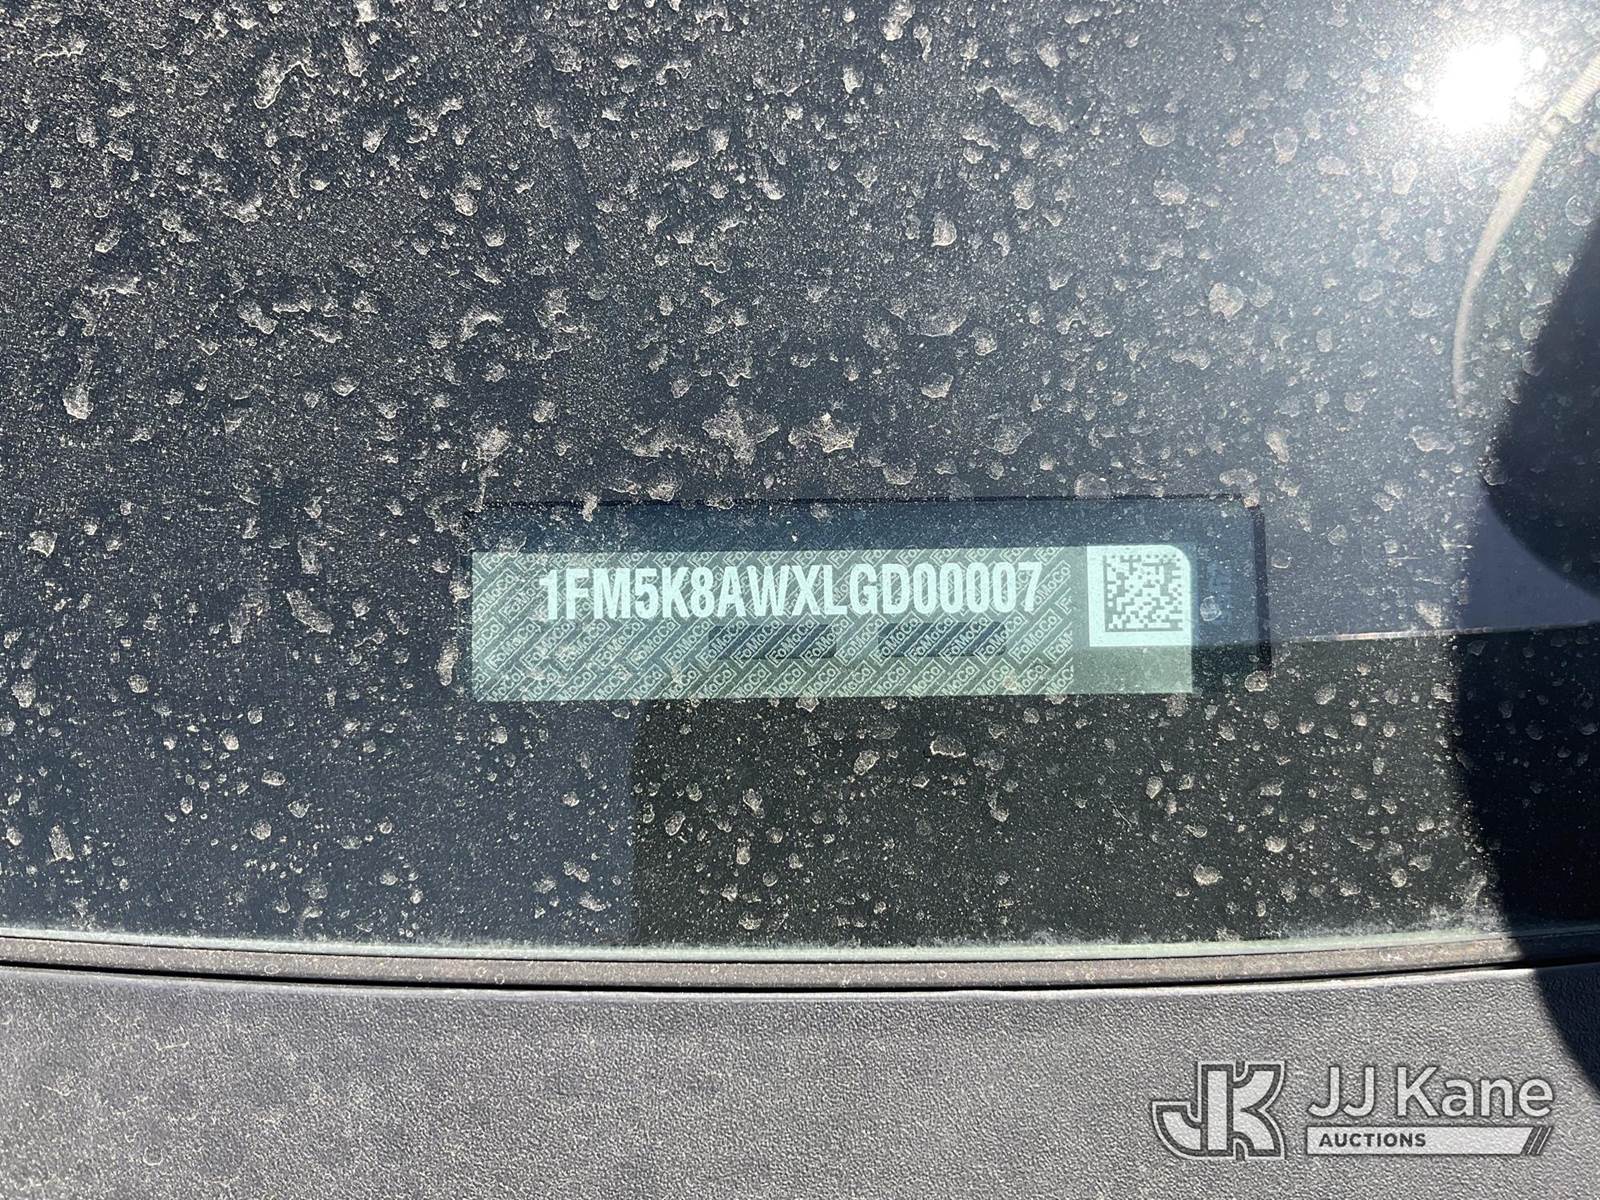 1FM5K8AWXLGD00007
JJ Kane
AUCTIONS